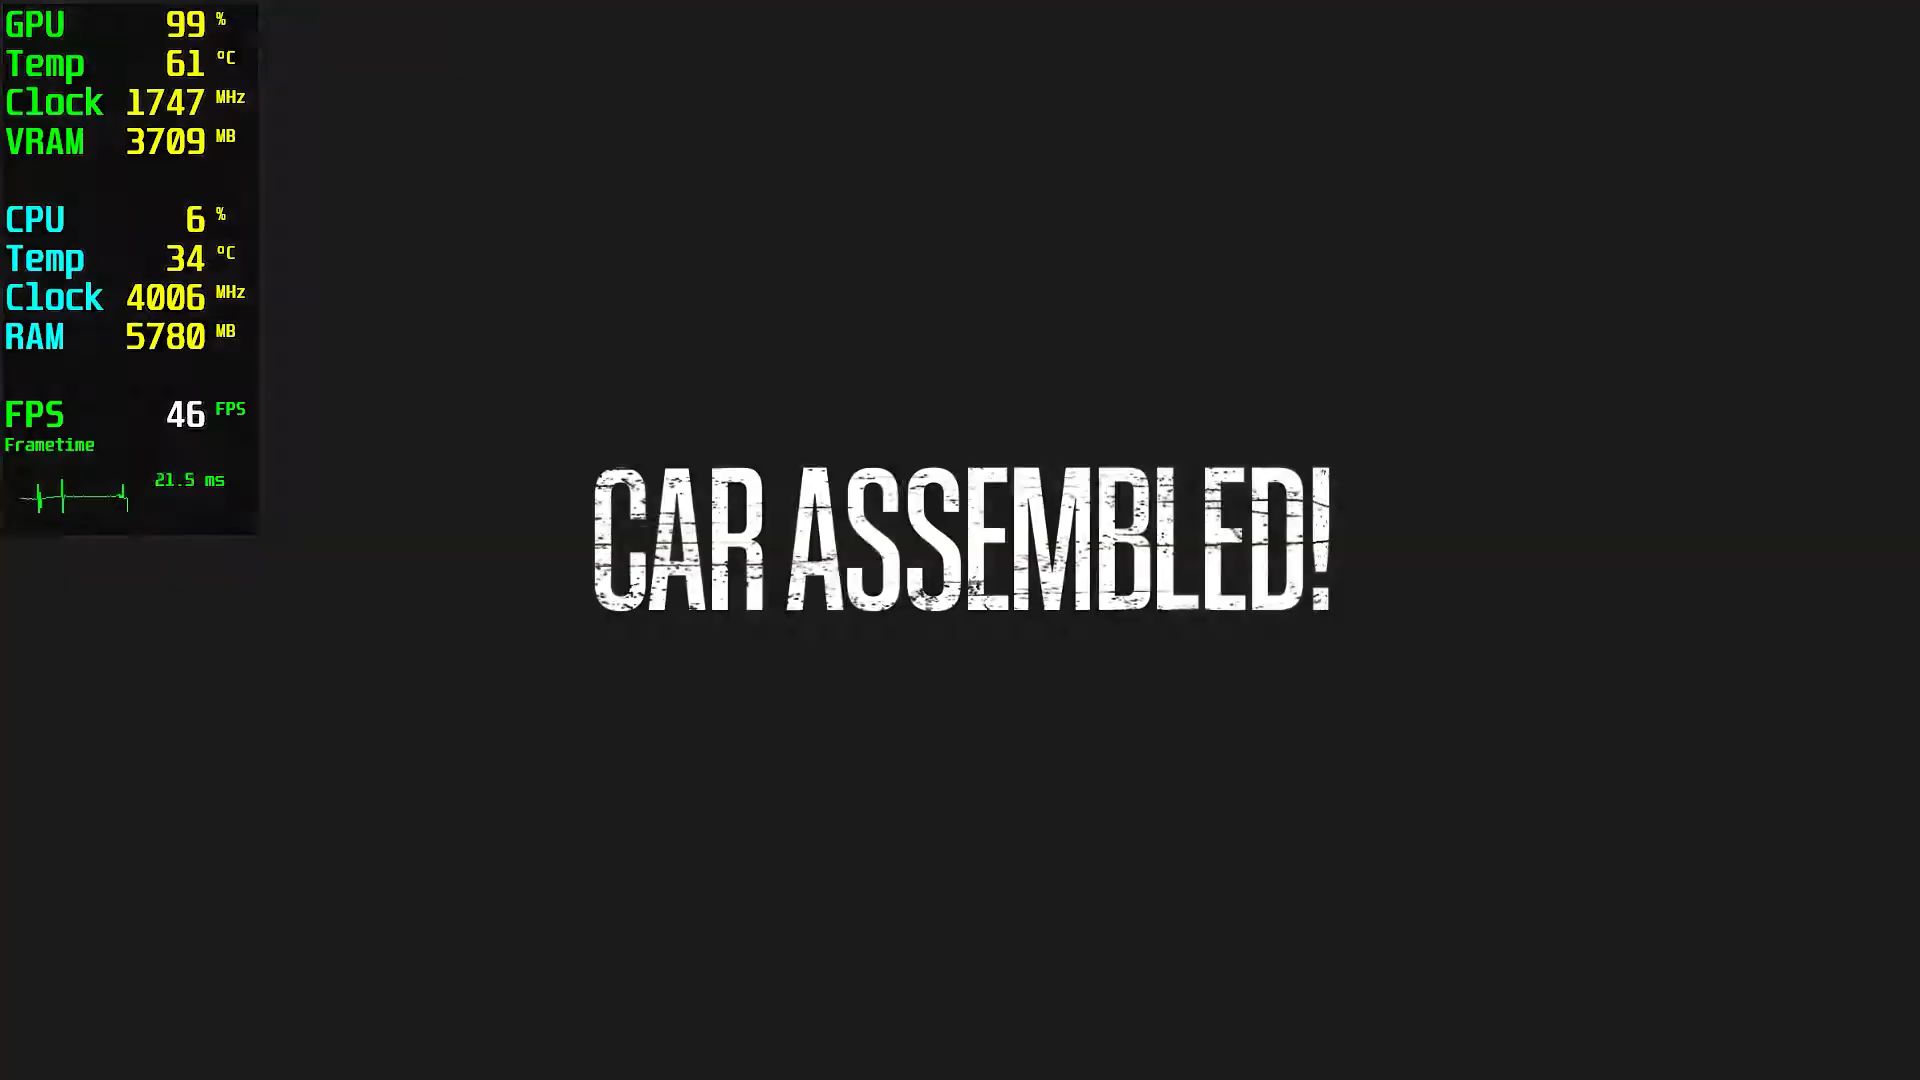 GPU 99 %
Temp 61 °C
Clock 1747 MHz
VRAM 3709 MB
CPU 6 %
Temp 34 °C
Clock 4006 MHz
RAM 5780 MB
FPS 46 FPS
Frametime
21.5 ms
CAR ASSEMBLED!